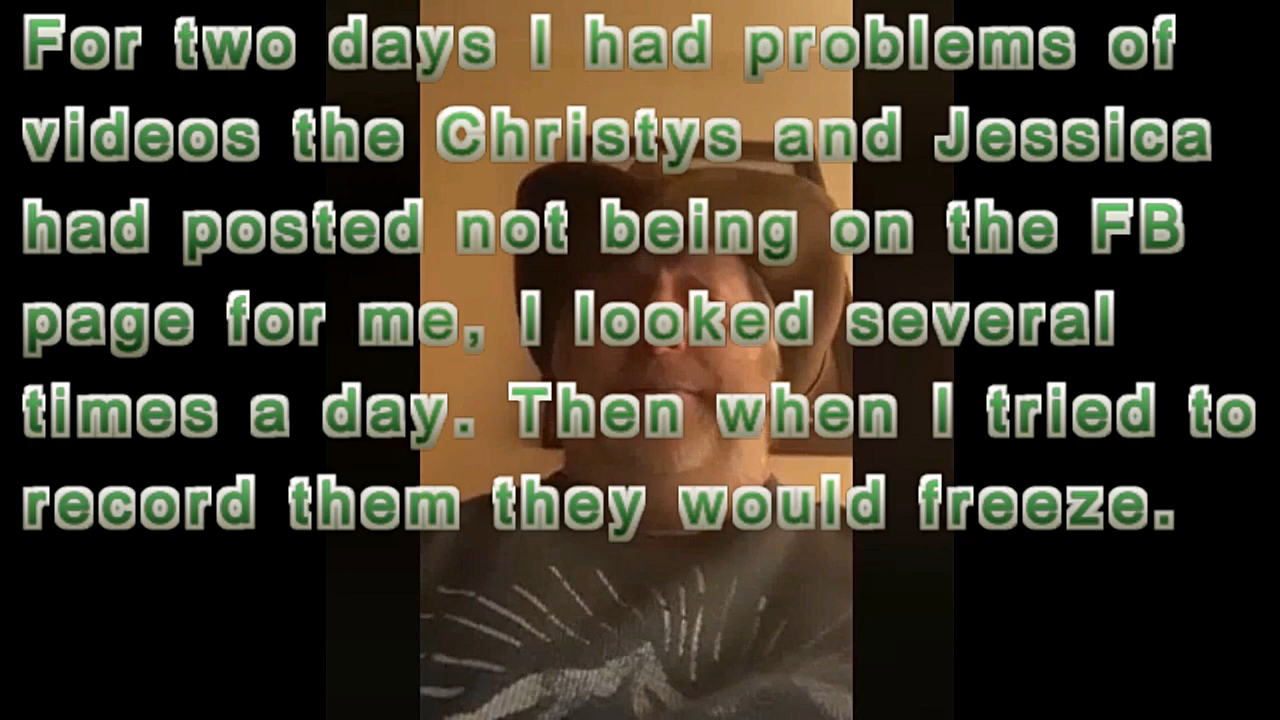 For two days I had problems of
videos the Christys and Jessica
had posted not being on the FB
page for me, I looked several
times a day. Then when I tried to
record them they would freeze.